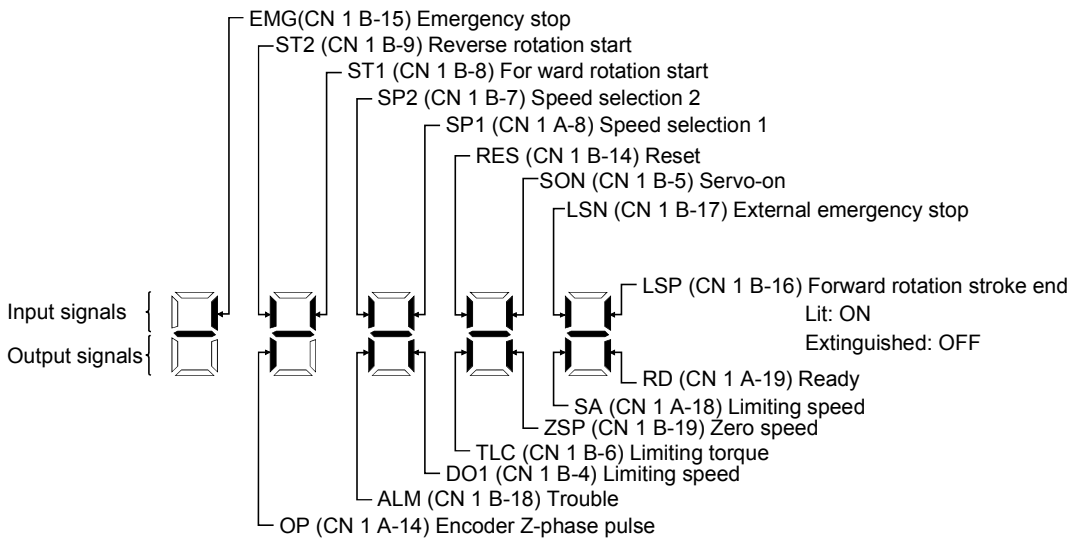 EMG(CN 1 B-15) Emergency stop
ST2 (CN 1 B-9) Reverse rotation start
ST1 (CN 1 B-8) For ward rotation start
SP2 (CN 1 B-7) Speed selection 2
SP1 (CN 1 A-8) Speed selection 1
RES (CN 1 B-14) Reset
SON (CN 1 B-5) Servo-on
LSN (CN 1 B-17) External emergency stop
LSP (CN 1 B-16) Forward rotation stroke end
Input signals
Lit: ON
Extinguished: OFF
Output signals
RD (CN 1 A-19) Ready
SA (CN 1 A-18) Limiting speed
ZSP (CN 1 B-19) Zero speed
TLC (CN 1 B-6) Limiting torque
DO1 (CN 1 B-4) Limiting speed
ALM (CN 1 B-18) Trouble
OP (CN 1 A-14) Encoder Z-phase pulse